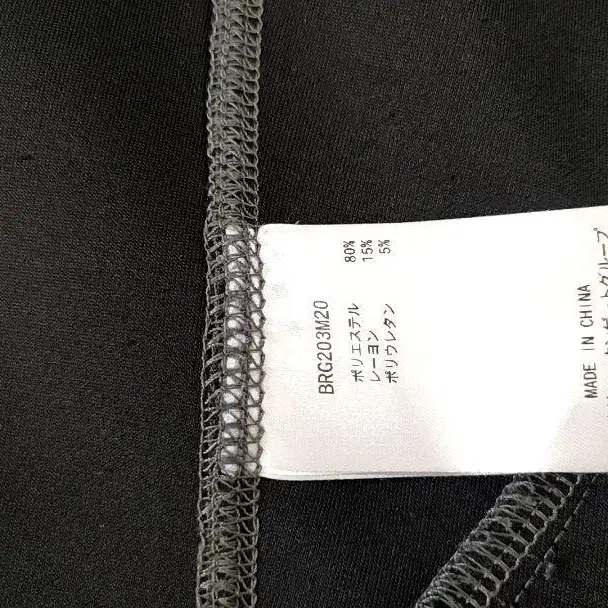 BRG203M20
ポリエステル 80%
レーヨン 15%
ポリウレタン 5%
MADE IN CHINA